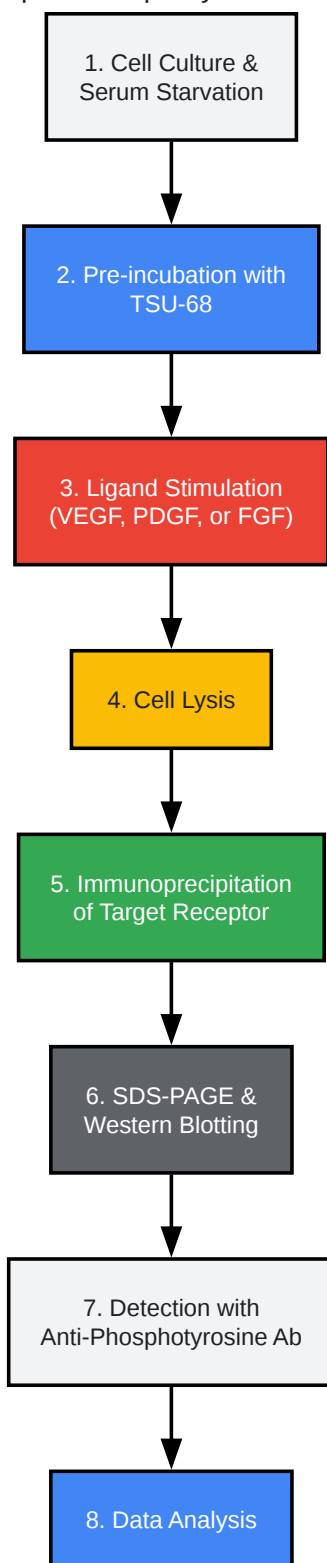 1. Cell Culture &
Serum Starvation
2. Pre-incubation with
TSU-68
3. Ligand Stimulation
(VEGF, PDGF, or FGF)
4. Cell Lysis
5. Immunoprecipitation
of Target Receptor
6. SDS-PAGE &
Western Blotting
7. Detection with
Anti-Phosphotyrosine Ab
8. Data Analysis